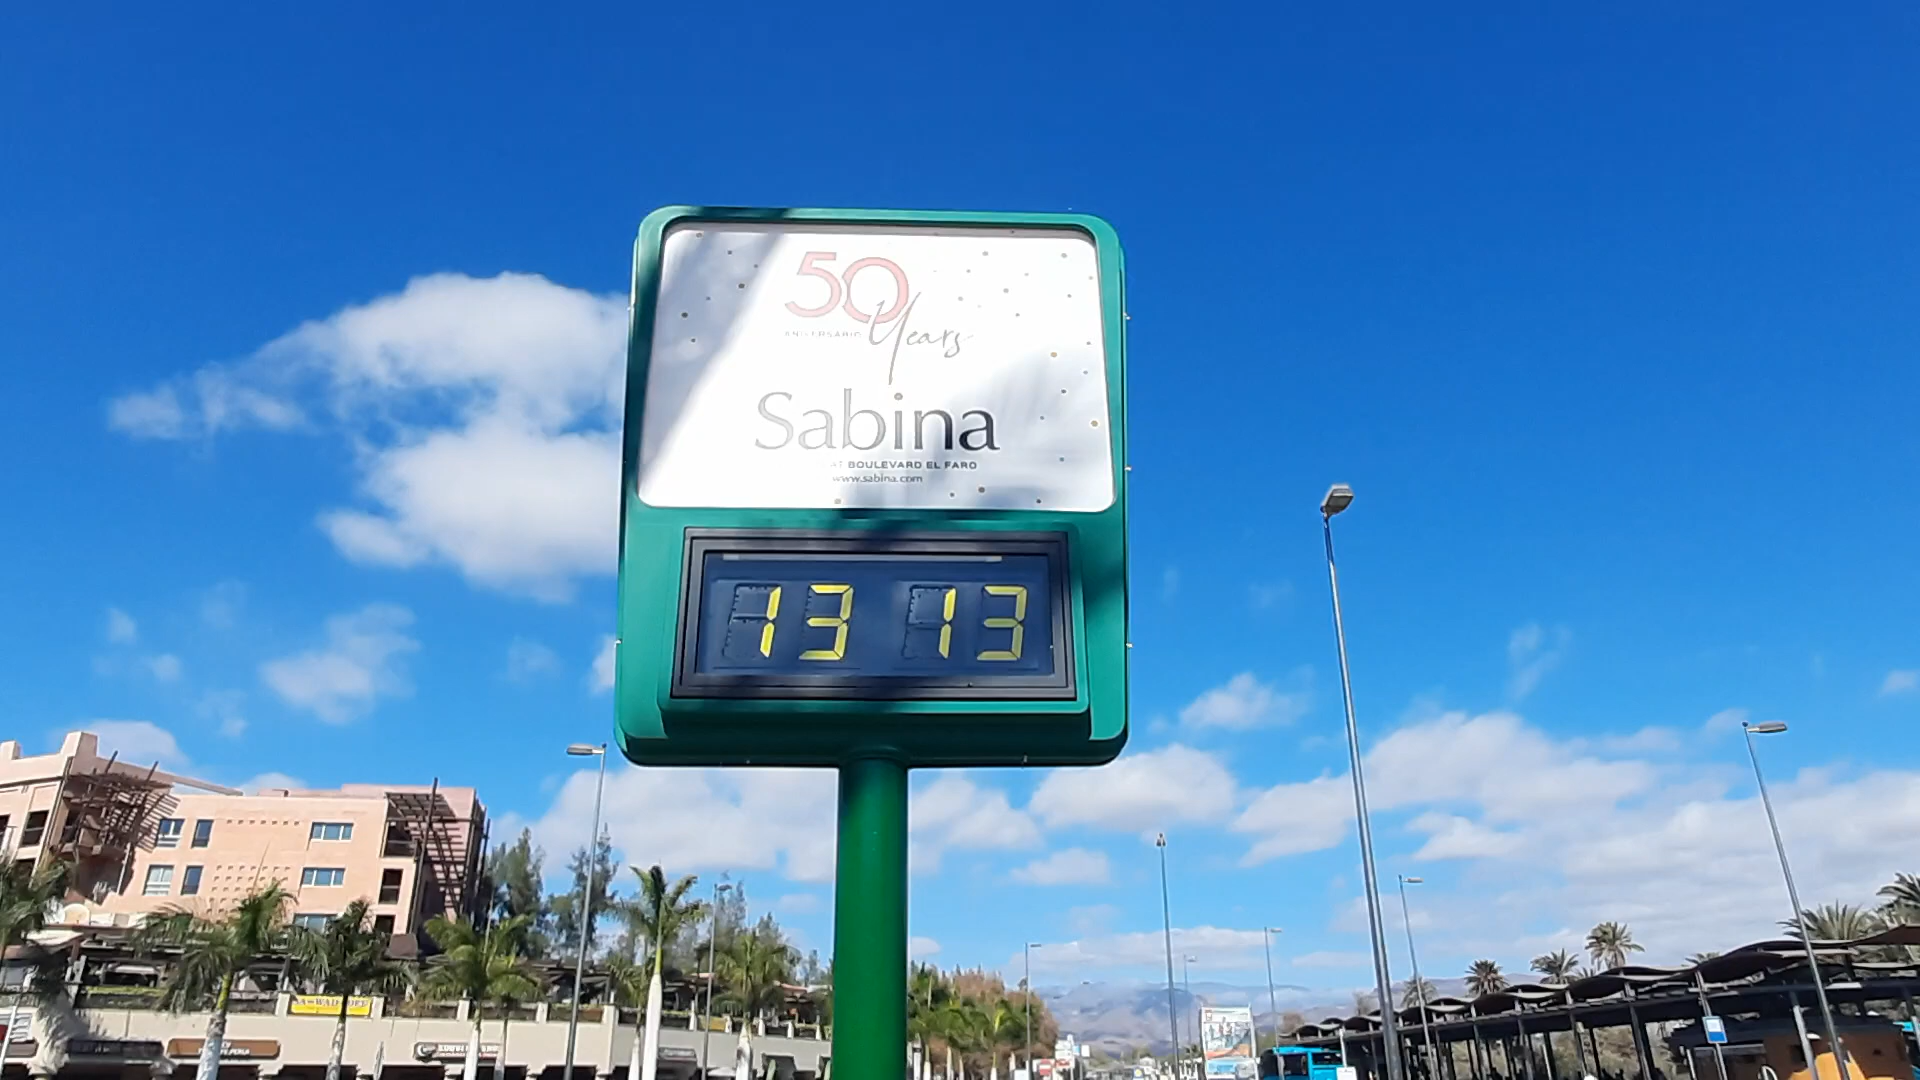 50
ANIVERSARIO Years
Sabina
AT BOULEVARD EL FARO
www.sabina.com
13 13